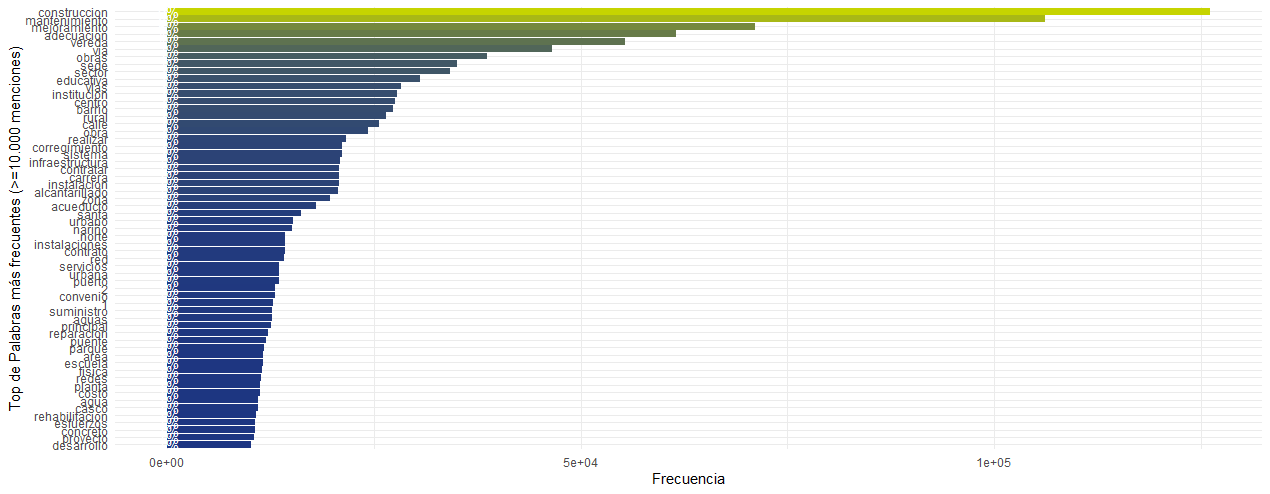 Top de Palabras más frecuentes (>=10.000 menciones)
construccion
mantenimiento
mejoramiento
adecuacion
vereda
via
obras
sede
sector
educativa
vias
institucion
centro
barrio
rural
calle
obra
realizar
corregimiento
sistema
infraestructura
contratar
carrera
instalacion
alcantarillado
zona
acueducto
santa
urbano
narino
norte
instalaciones
contrato
red
servicios
urbana
puerto
2
convenio
1
suministro
aguas
principal
reparacion
puente
parque
area
escuela
fisica
redes
planta
costo
agua
casco
rehabilitacion
esfuerzos
concreto
proyecto
desarrollo
0e+00 5e+04 1e+05
Frecuencia